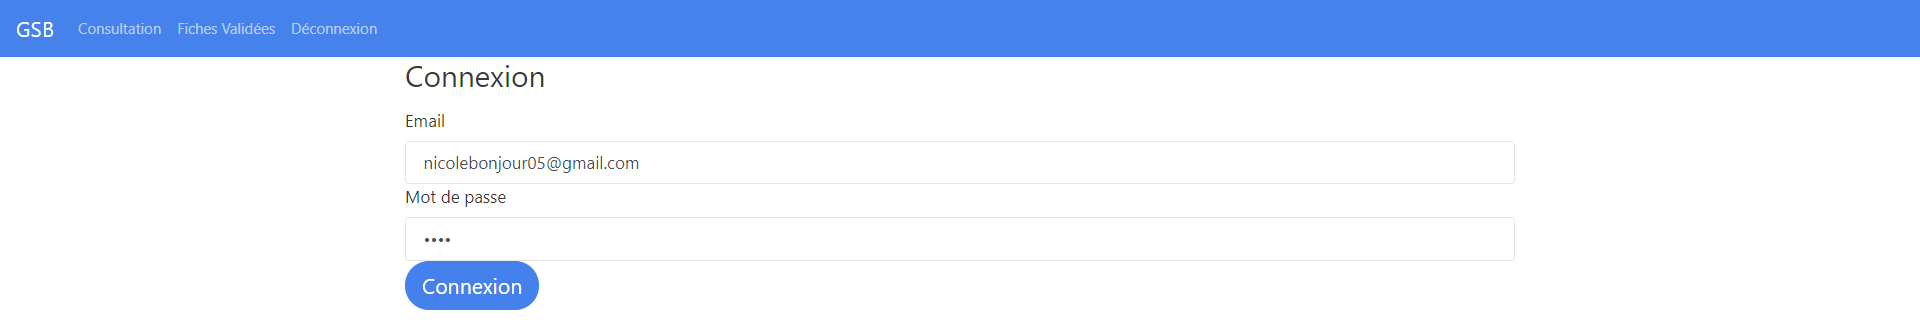 GSB Consultation Fiches Validées Déconnexion
Connexion
Email
nicolebonjour05@gmail.com
Mot de passe
••••
Connexion